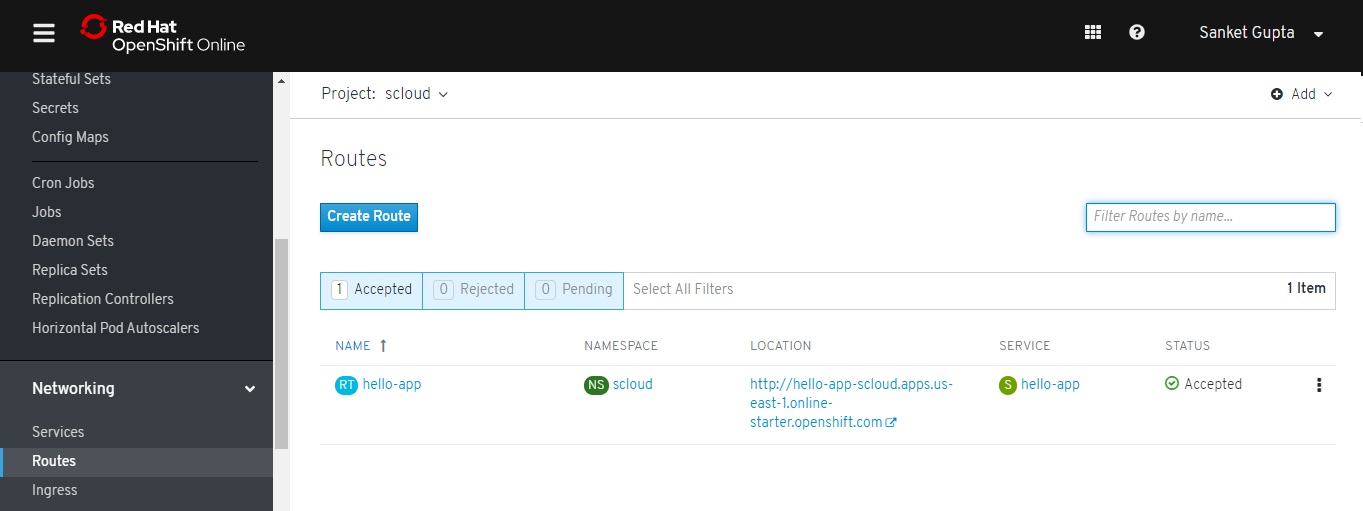 Red Hat
OpenShift Online
Sanket Gupta
Stateful Sets
Secrets
Config Maps
Cron Jobs
Jobs
Daemon Sets
Replica Sets
Replication Controllers
Horizontal Pod Autoscalers
Networking
Services
Routes
Ingress
Project: scloud
Add
Routes
Create Route
Filter Routes by name...
1 Accepted 0 Rejected 0 Pending Select All Filters 1 Item
NAME NAMESPACE LOCATION SERVICE STATUS
RT hello-app NS scloud http://hello-app-scloud.apps.us- S hello-app Accepted
east-1.online-
starter.openshift.com